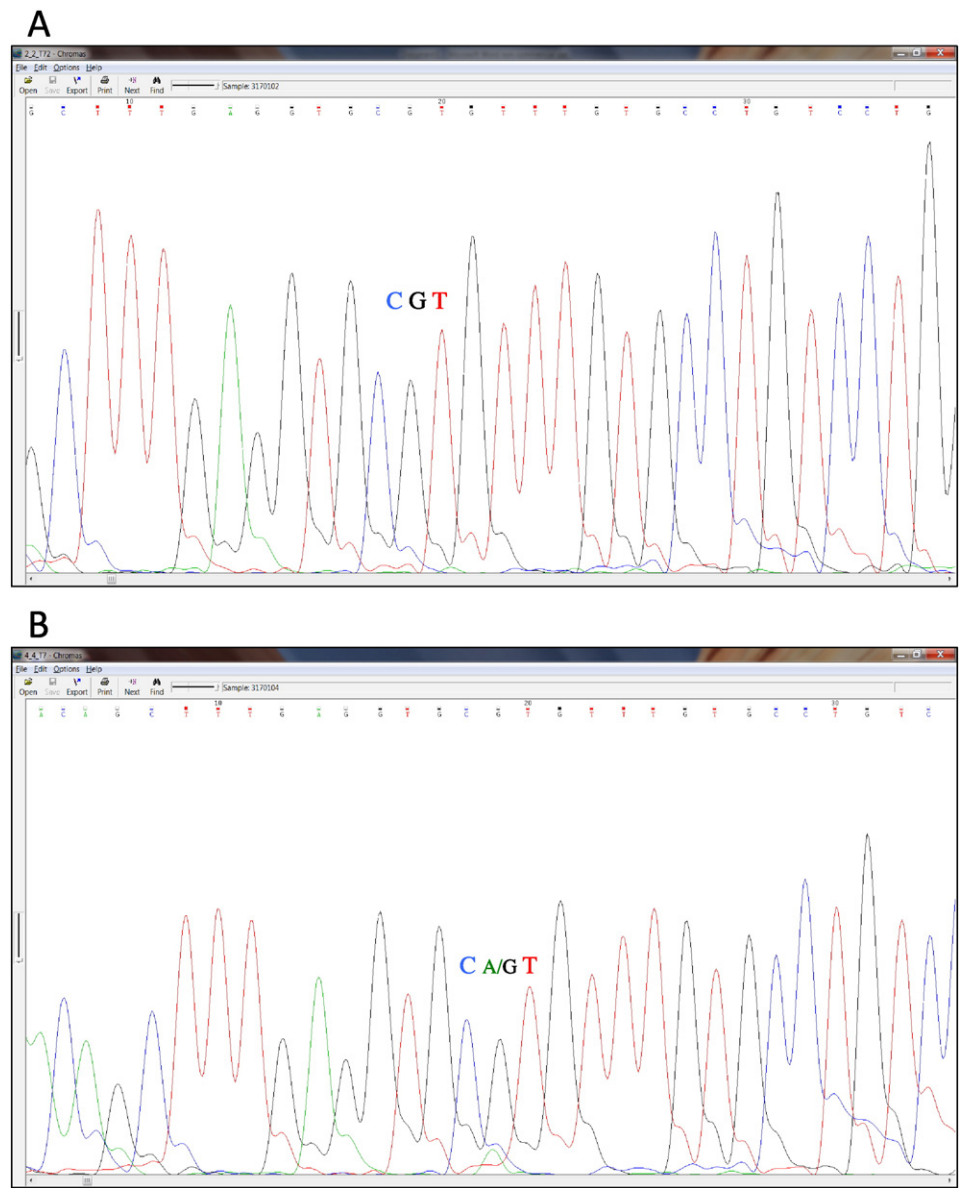 A
2_2_T72 - Chromas
File Edit Options Help
Open Save Export Print Next Find Sample: 3170102
10 20 30
G C T T T G A G G T G C G T G T T T G T G C C T G T C C T G
C G T
B
4_4_T7 - Chromas
File Edit Options Help
Open Save Export Print Next Find Sample: 3170104
10 20 30
A C A G C T T T G A G G T G C G T G T T T G T G C C T G T C
C A/G T